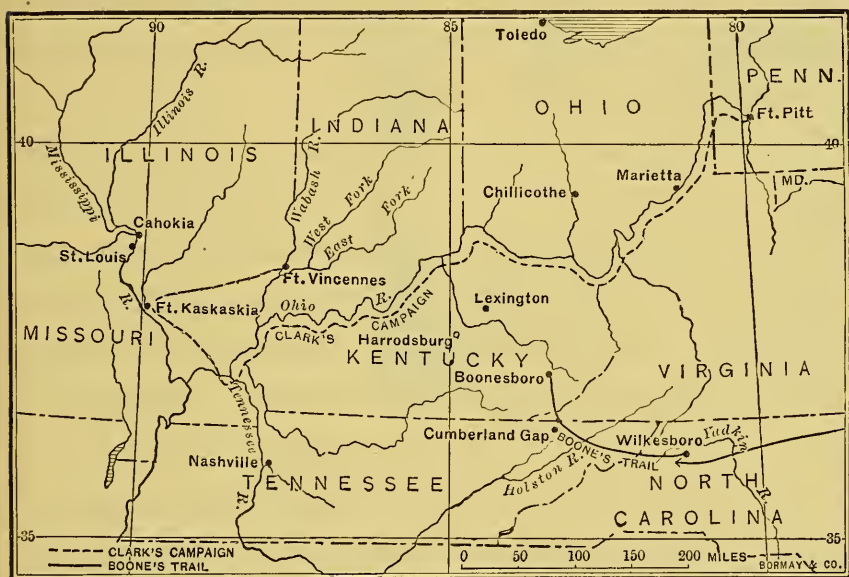 90
85
80
Toledo
PENN.
Illinois R.
OHIO
INDIANA
Ft. Pitt
40
40
Mississippi
ILLINOIS
Wabash R.
West Fork
East Fork
Chillicothe
Marietta
MD.
Cahokia
St. Louis
R.
Ft. Vincennes
Ft. Kaskaskia
Ohio R.
Lexington
MISSOURI
CLARK'S CAMPAIGN
Harrodsburg
KENTUCKY
VIRGINIA
Boonesboro
Tennessee
R.
Cumberland Gap
BOONE'S TRAIL
Wilkesboro
Yadkin
R.
Nashville
TENNESSEE
Holston R.
NORTH
CAROLINA
35
35
CLARK'S CAMPAIGN
BOONE'S TRAIL
0 50 100 200 MILES
BORMAY & CO.